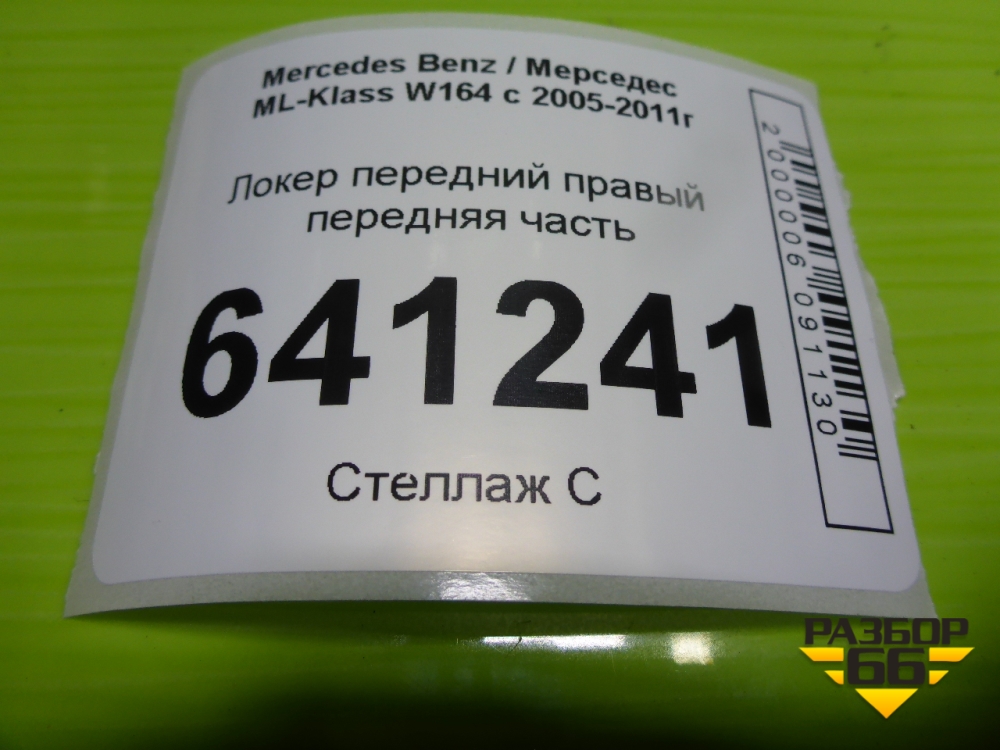 Mercedes Benz / Мерседес
ML-Klass W164 с 2005-2011г
Локер передний правый
передняя часть
641241
Стеллаж С
2000006091130
РАЗБОР
66